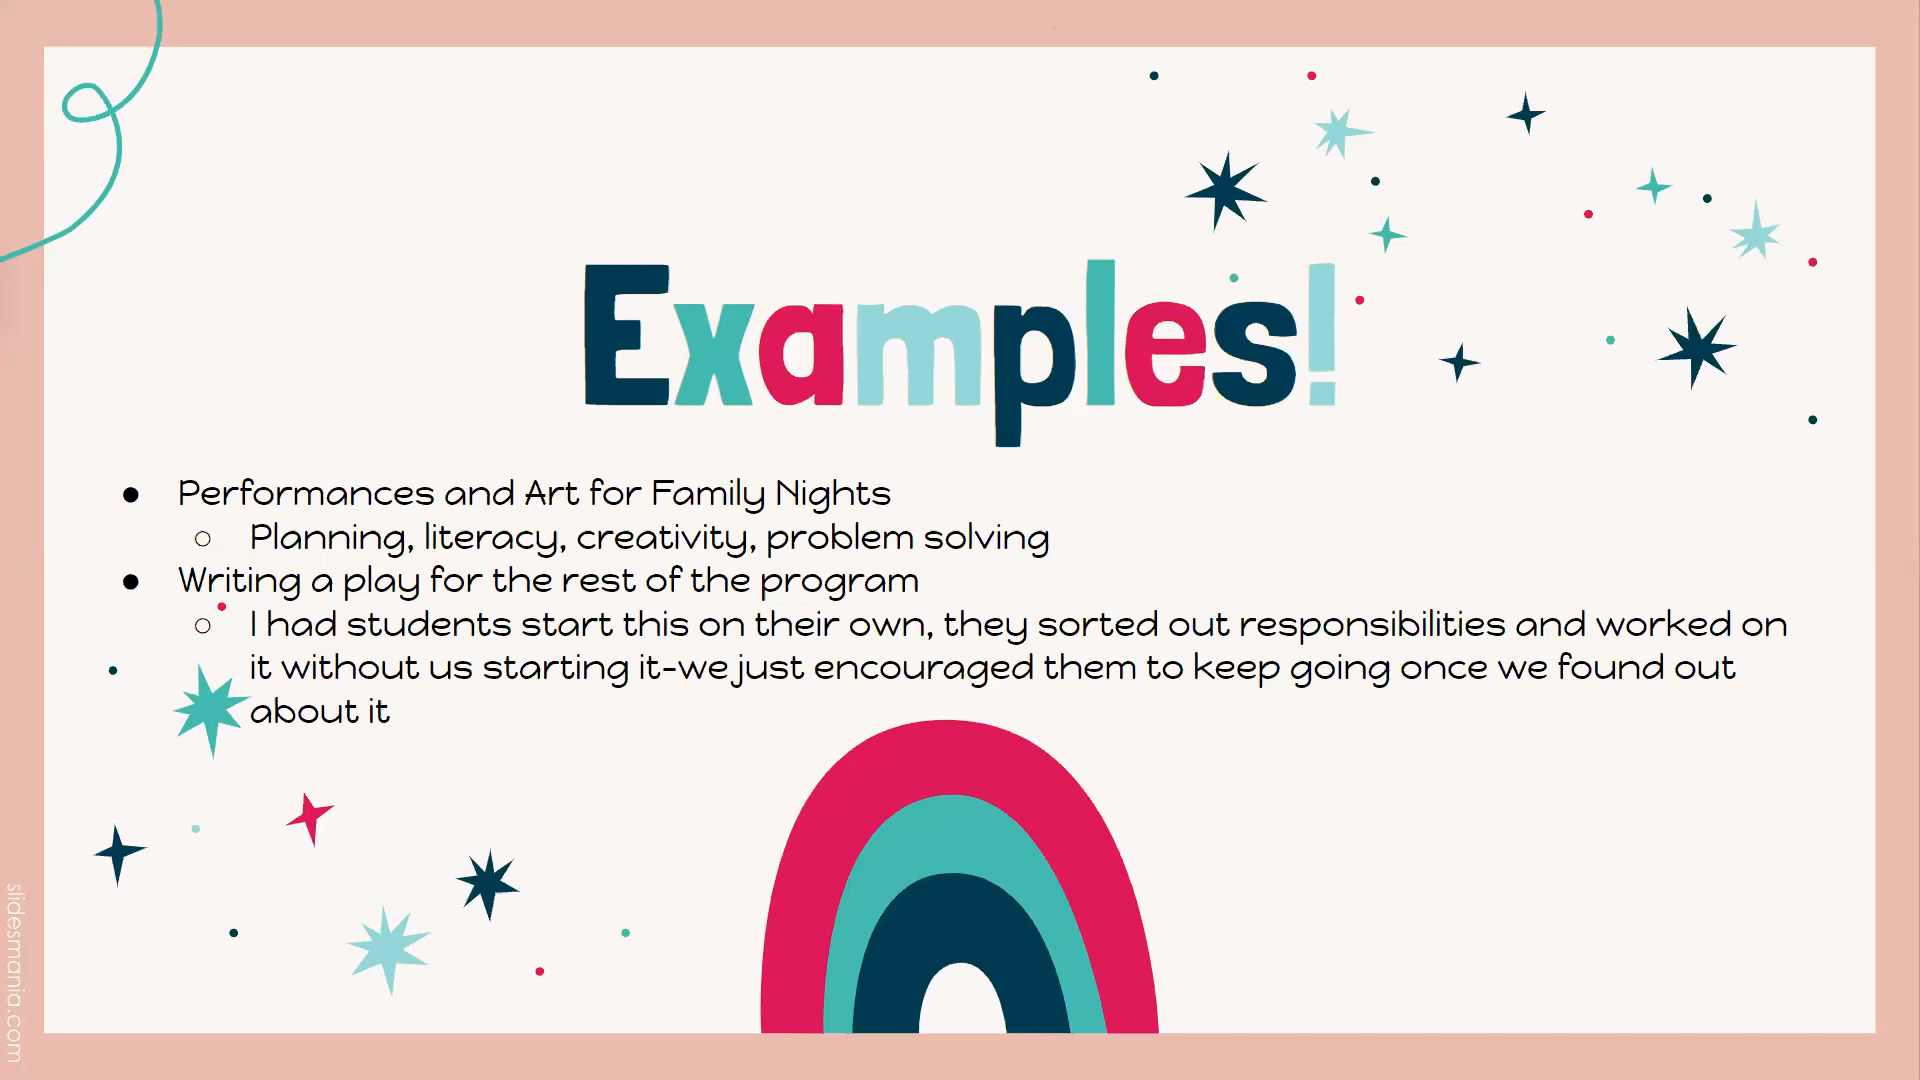 Examples!
● Performances and Art for Family Nights
○ Planning, literacy, creativity, problem solving
● Writing a play for the rest of the program
○ I had students start this on their own, they sorted out responsibilities and worked on
it without us starting it-we just encouraged them to keep going once we found out
about it
slidesmania.com